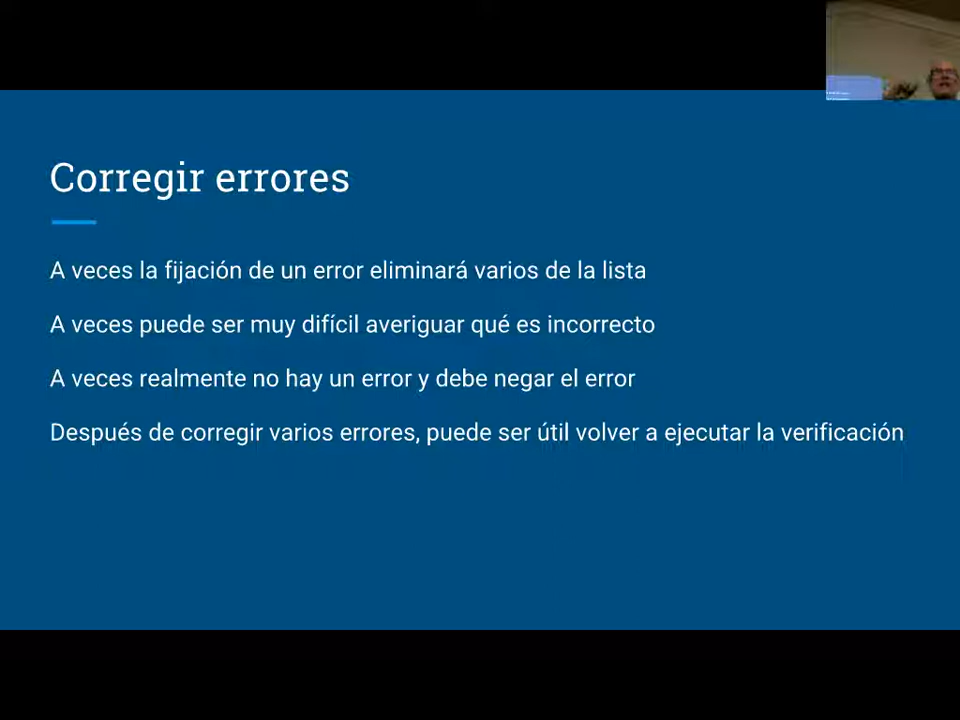 Corregir errores
A veces la fijación de un error eliminará varios de la lista
A veces puede ser muy difícil averiguar qué es incorrecto
A veces realmente no hay un error y debe negar el error
Después de corregir varios errores, puede ser útil volver a ejecutar la verificación